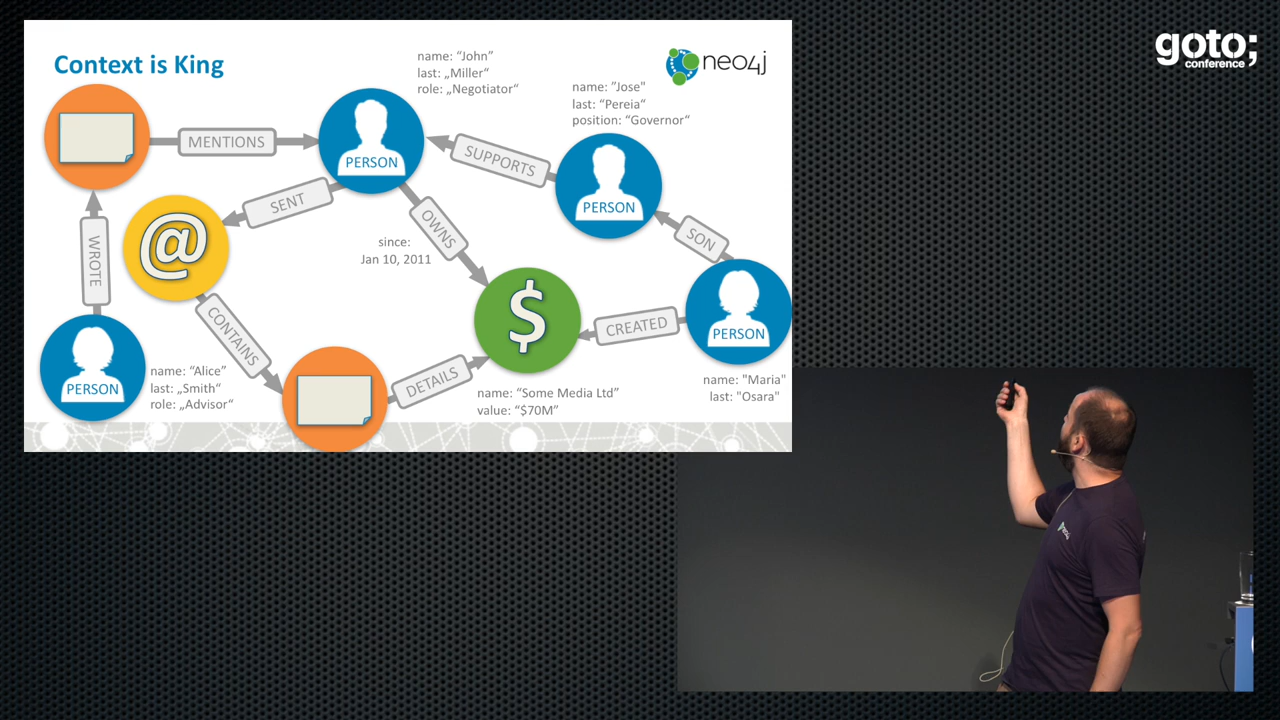 Context is King
neo4j
goto;
conference
name: “John”
last: „Miller“
role: „Negotiator“
name: ”Jose"
last: “Pereia“
position: “Governor“
MENTIONS
PERSON
SUPPORTS
PERSON
SENT
OWNS
SON
@
WROTE
since:
Jan 10, 2011
$
CREATED
PERSON
CONTAINS
PERSON
name: “Alice”
last: „Smith“
role: „Advisor“
DETAILS
name: “Some Media Ltd”
value: “$70M”
name: "Maria"
last: "Osara"
neo4j